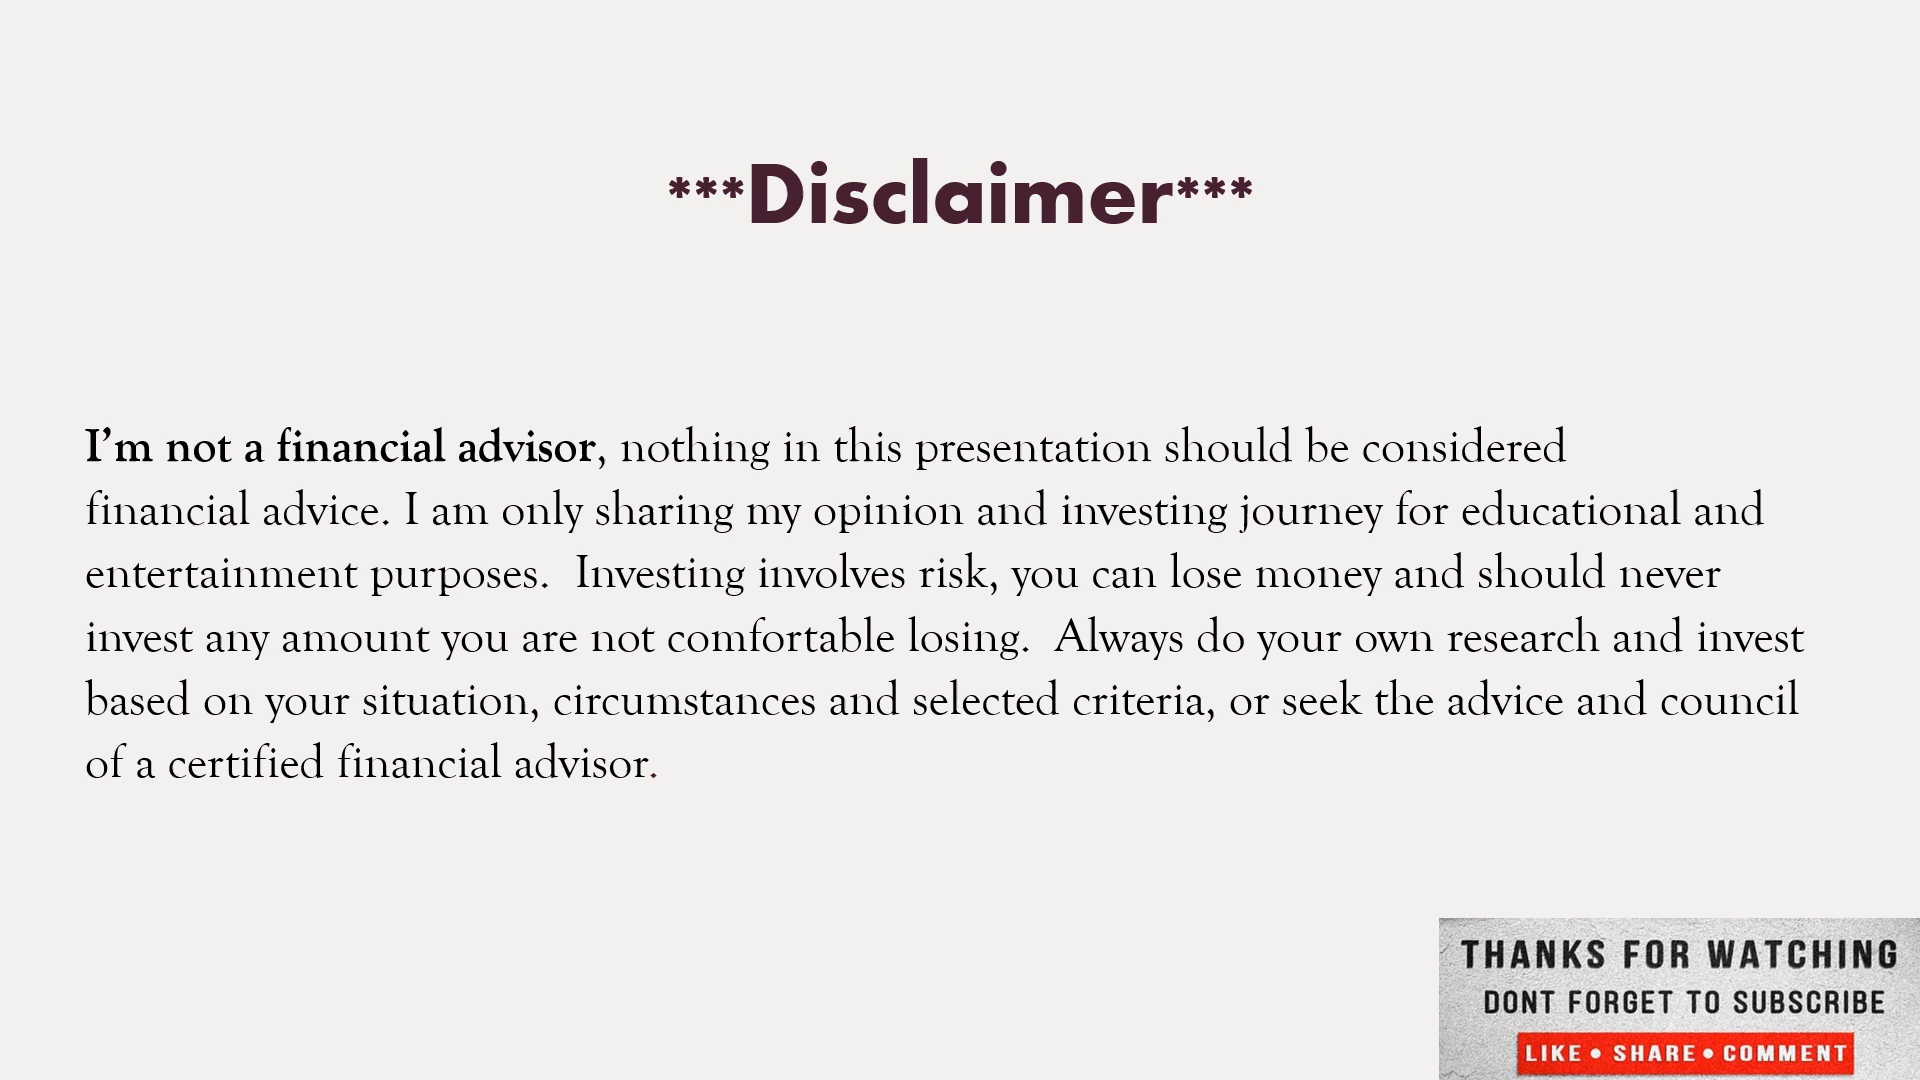 ***Disclaimer***
I’m not a financial advisor, nothing in this presentation should be considered
financial advice. I am only sharing my opinion and investing journey for educational and
entertainment purposes.  Investing involves risk, you can lose money and should never
invest any amount you are not comfortable losing.  Always do your own research and invest
based on your situation, circumstances and selected criteria, or seek the advice and council
of a certified financial advisor.
THANKS FOR WATCHING
DONT FORGET TO SUBSCRIBE
LIKE • SHARE • COMMENT